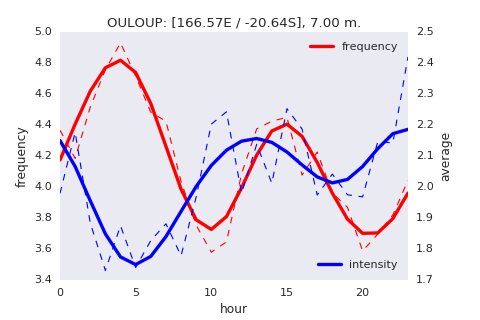 OULOUP: [166.57E / -20.64S], 7.00 m.
5.0
4.8
4.6
4.4
4.2
4.0
3.8
3.6
3.4
frequency
2.5
2.4
2.3
2.2
2.1
2.0
1.9
1.8
1.7
average
frequency
intensity
0 5 10 15 20
hour